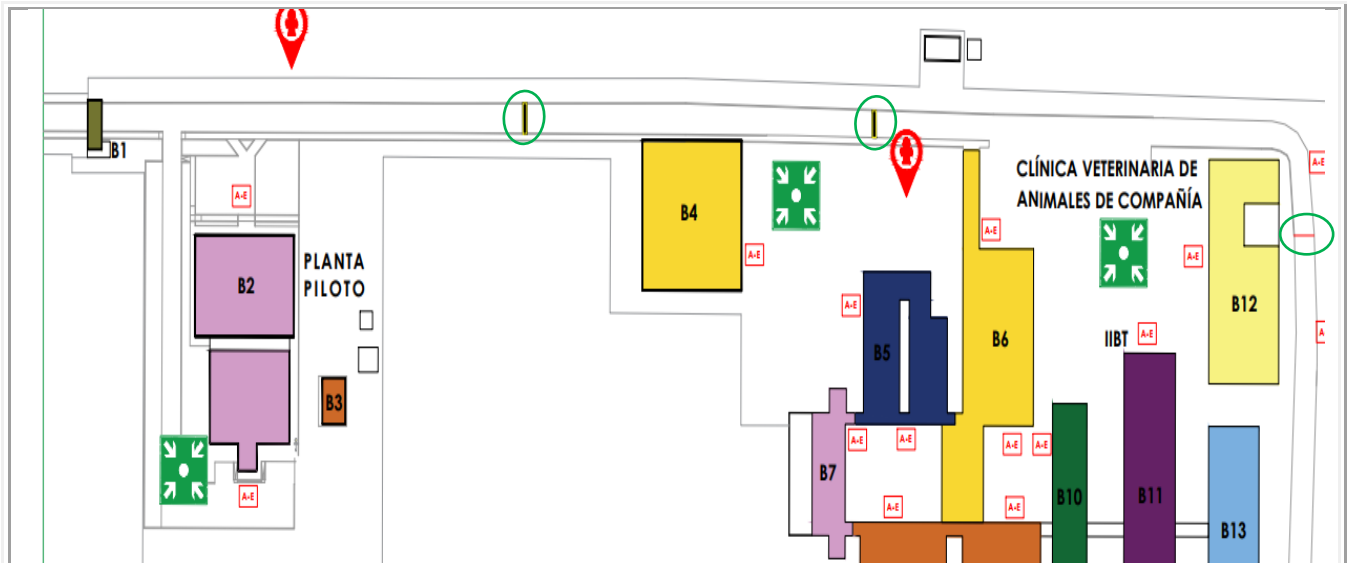 B1
A-E
B2
PLANTA
PILOTO
B3
A-E
B4
A-E
CLÍNICA VETERINARIA DE
ANIMALES DE COMPAÑÍA
A-E
A-E
A-E
A-E
B5
B6
IIBT
A-E
B12
A-E
A-E
A-E
A-E
B7
A-E
A-E
B10
B11
B13